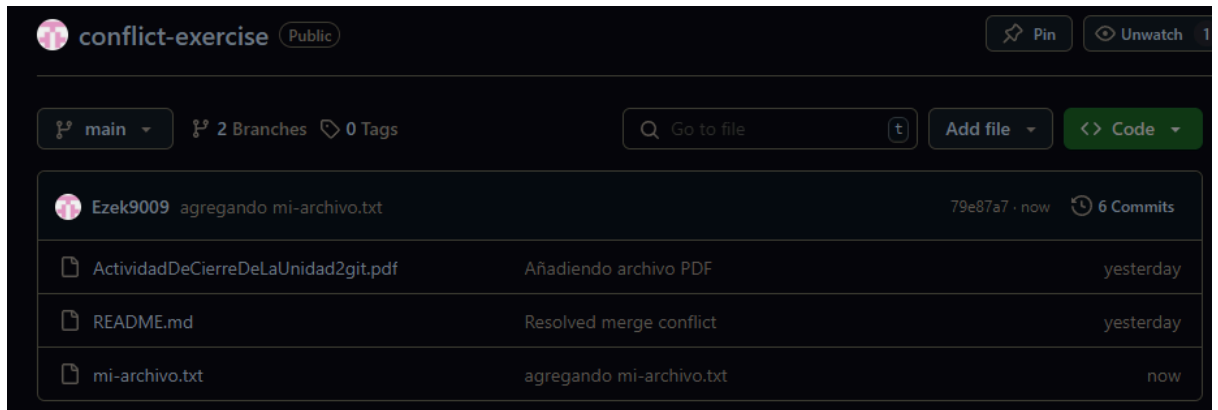 conflict-exercise Public Pin Unwatch 1
main 2 Branches 0 Tags Go to file t Add file <> Code
Ezek9009 agregando mi-archivo.txt 79e87a7 · now 6 Commits
ActividadDeCierreDeLaUnidad2git.pdf Añadiendo archivo PDF yesterday
README.md Resolved merge conflict yesterday
mi-archivo.txt agregando mi-archivo.txt now